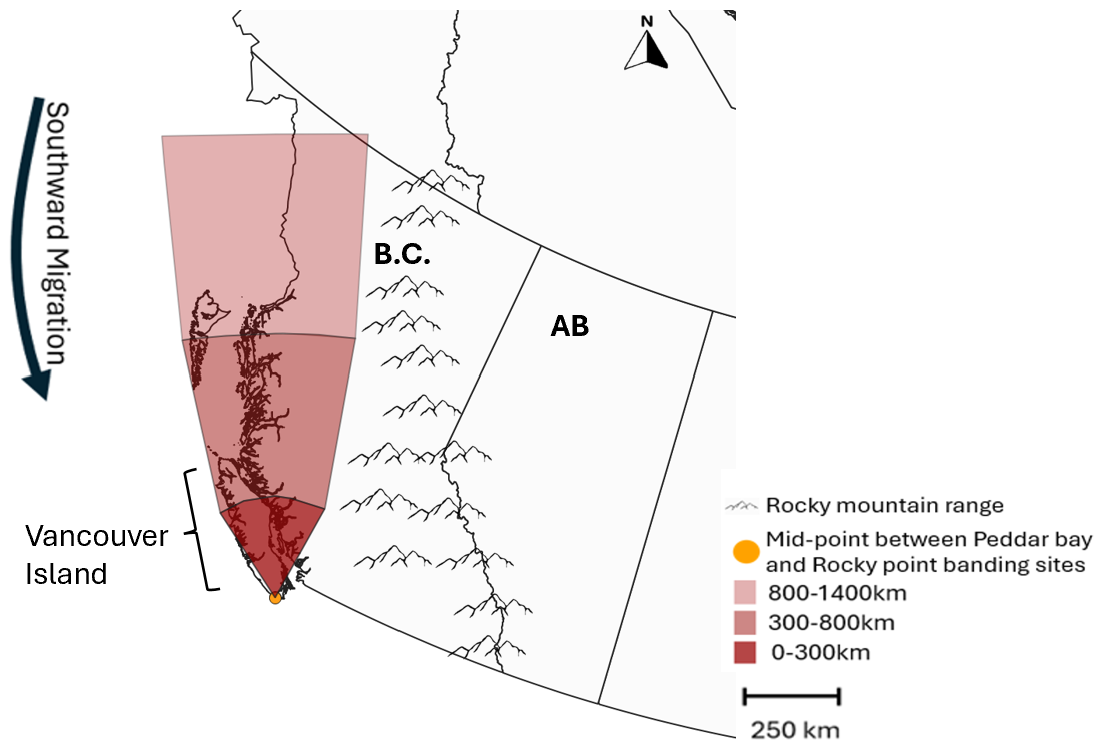 N
Southward Migration
B.C.
AB
Vancouver
Island
Rocky mountain range
Mid-point between Peddar bay
and Rocky point banding sites
800-1400km
300-800km
0-300km
250 km